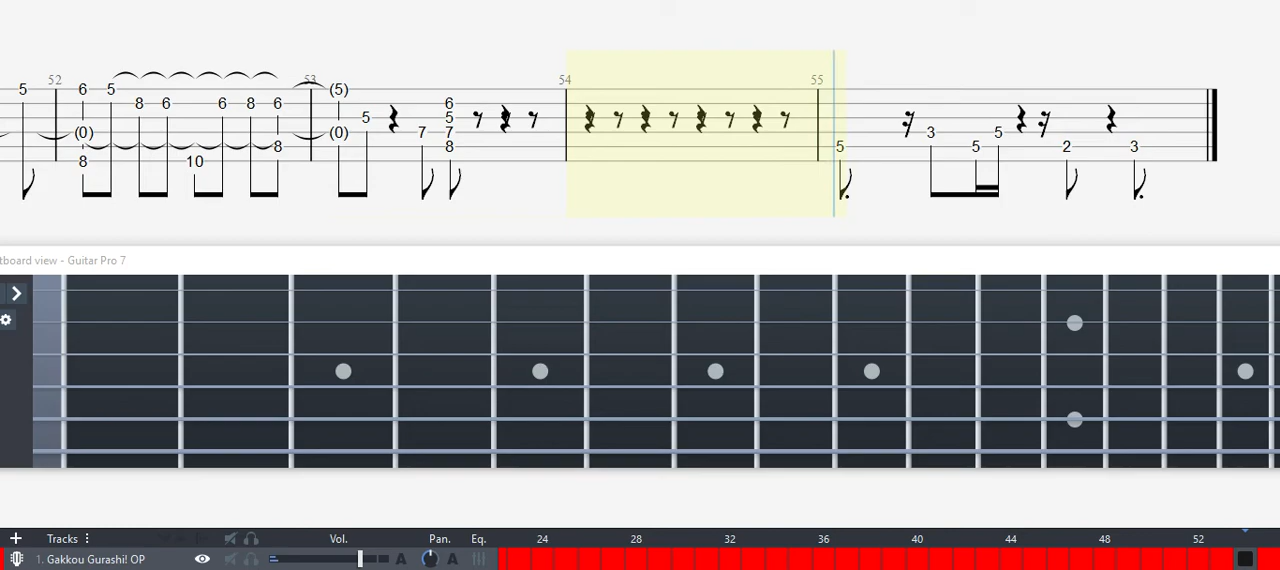 52 53 54 55
5 6 5 (5)
8 6 6 8 6 6
5 5
(0) (0) 7 7 3 5
8 8 5 5 2 3
8 10
tboard view - Guitar Pro 7
Tracks Vol. Pan. Eq. 24 28 32 36 40 44 48 52
1. Gakkou Gurashi! OP A A